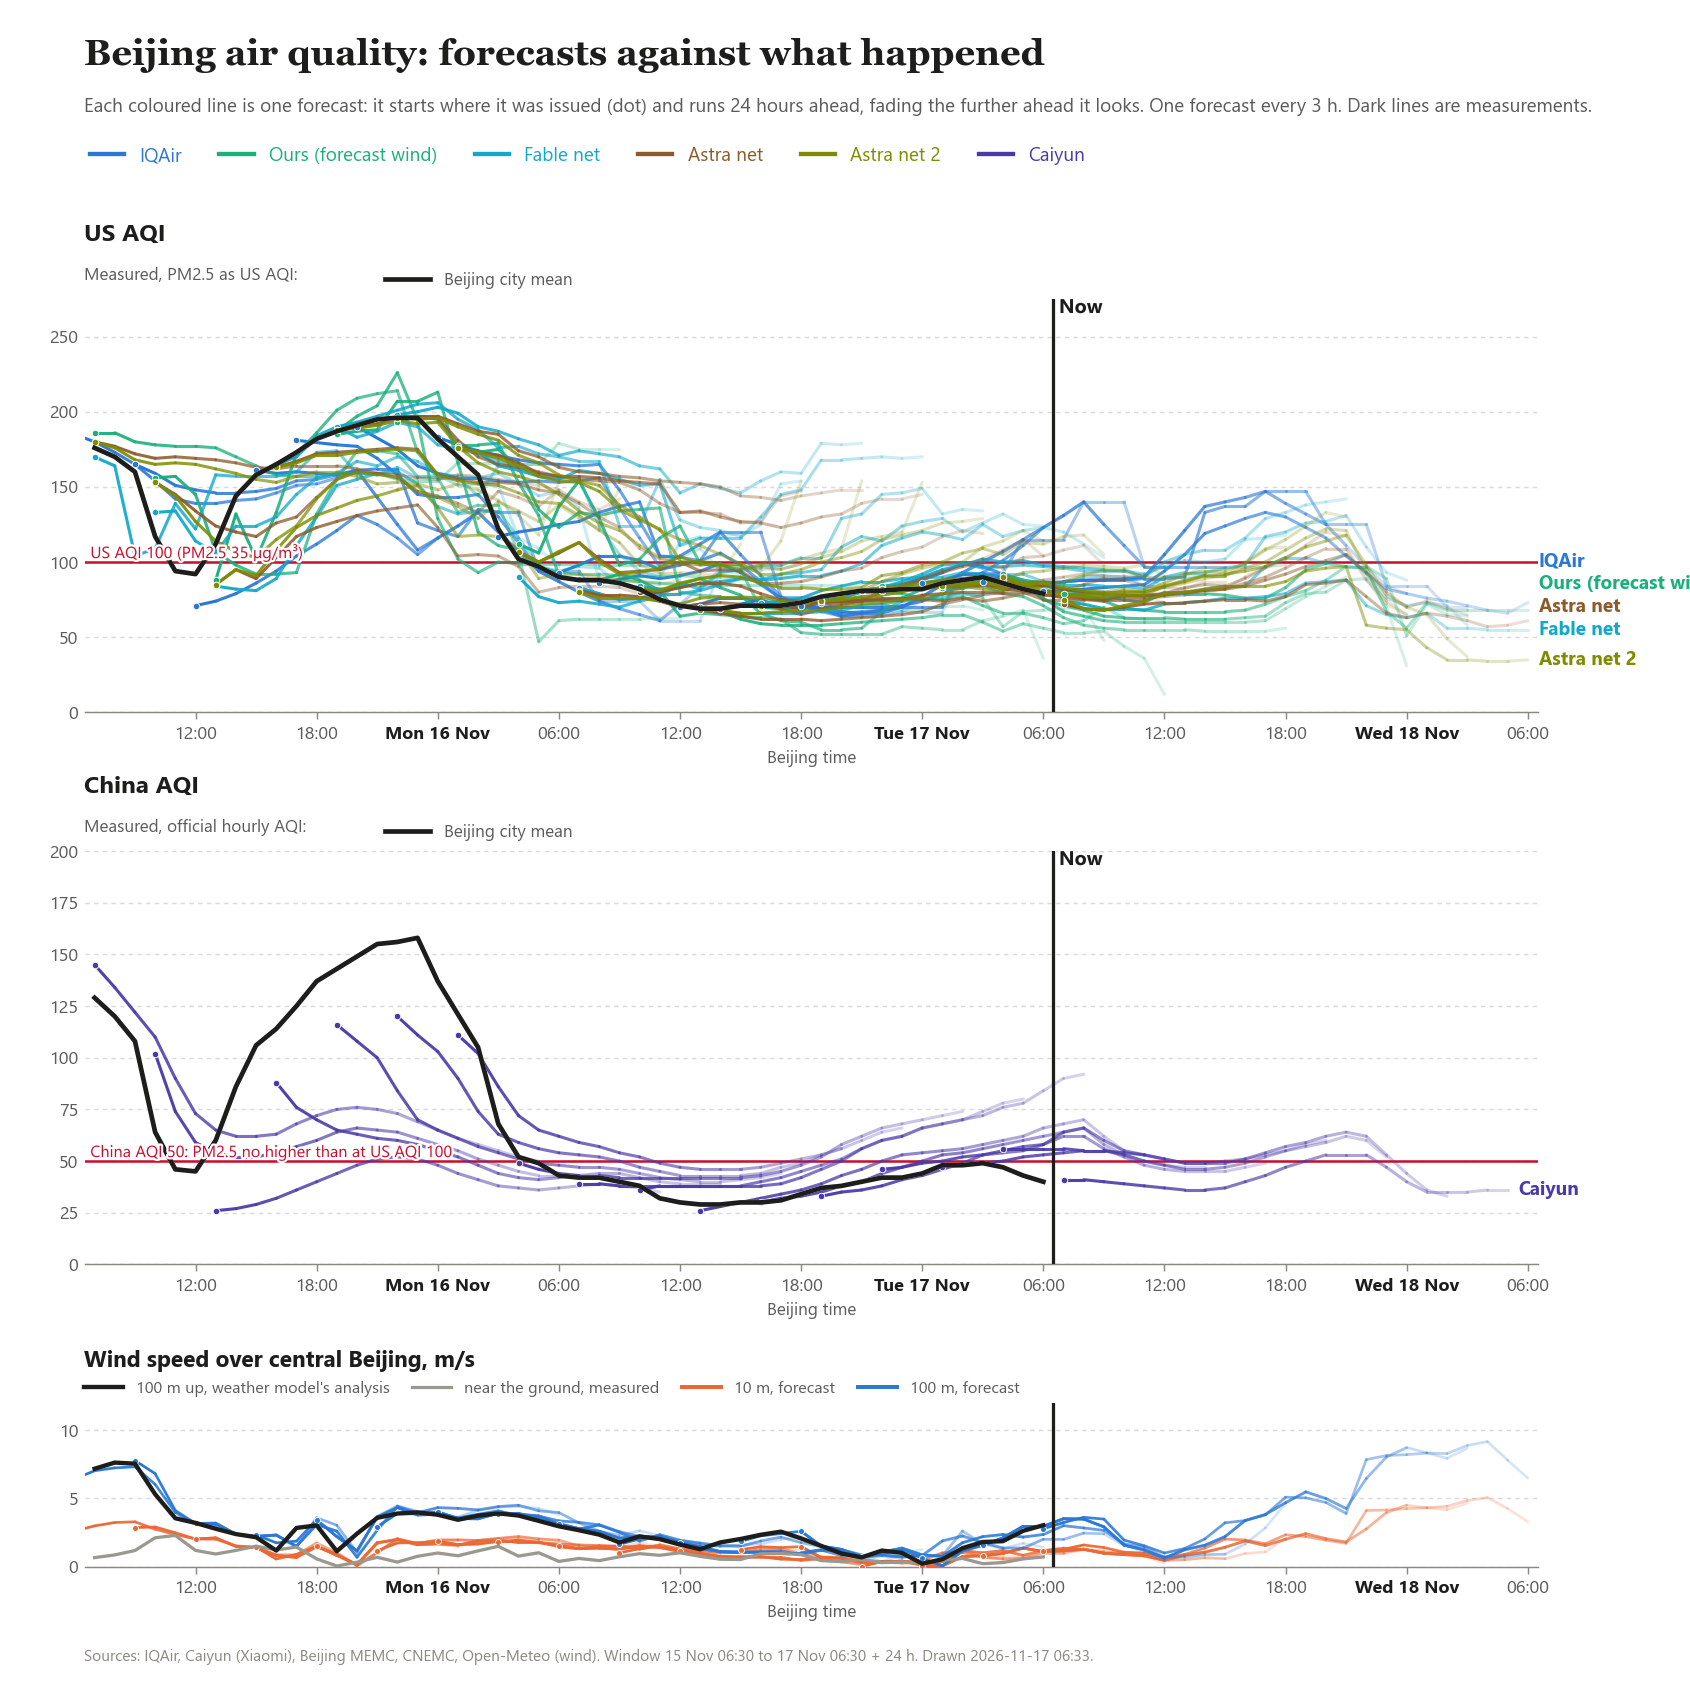 Beijing air quality: forecasts against what happened
Each coloured line is one forecast: it starts where it was issued (dot) and runs 24 hours ahead, fading the further ahead it looks. One forecast every 3 h. Dark lines are measurements.
IQAir Ours (forecast wind) Fable net Astra net Astra net 2 Caiyun
US AQI
Measured, PM2.5 as US AQI: Beijing city mean
Now
250
200
150
US AQI 100 (PM2.5 35 µg/m³)
100
50
0
IQAir
Ours (forecast wi
Astra net
Fable net
Astra net 2
12:00 18:00 Mon 16 Nov 06:00 12:00 18:00 Tue 17 Nov 06:00 12:00 18:00 Wed 18 Nov 06:00
Beijing time
China AQI
Measured, official hourly AQI: Beijing city mean
Now
200
175
150
125
100
75
China AQI 50: PM2.5 no higher than at US AQI 100
50
25
0
Caiyun
12:00 18:00 Mon 16 Nov 06:00 12:00 18:00 Tue 17 Nov 06:00 12:00 18:00 Wed 18 Nov 06:00
Beijing time
Wind speed over central Beijing, m/s
100 m up, weather model's analysis near the ground, measured 10 m, forecast 100 m, forecast
10
5
0
12:00 18:00 Mon 16 Nov 06:00 12:00 18:00 Tue 17 Nov 06:00 12:00 18:00 Wed 18 Nov 06:00
Beijing time
Sources: IQAir, Caiyun (Xiaomi), Beijing MEMC, CNEMC, Open-Meteo (wind). Window 15 Nov 06:30 to 17 Nov 06:30 + 24 h. Drawn 2026-11-17 06:33.